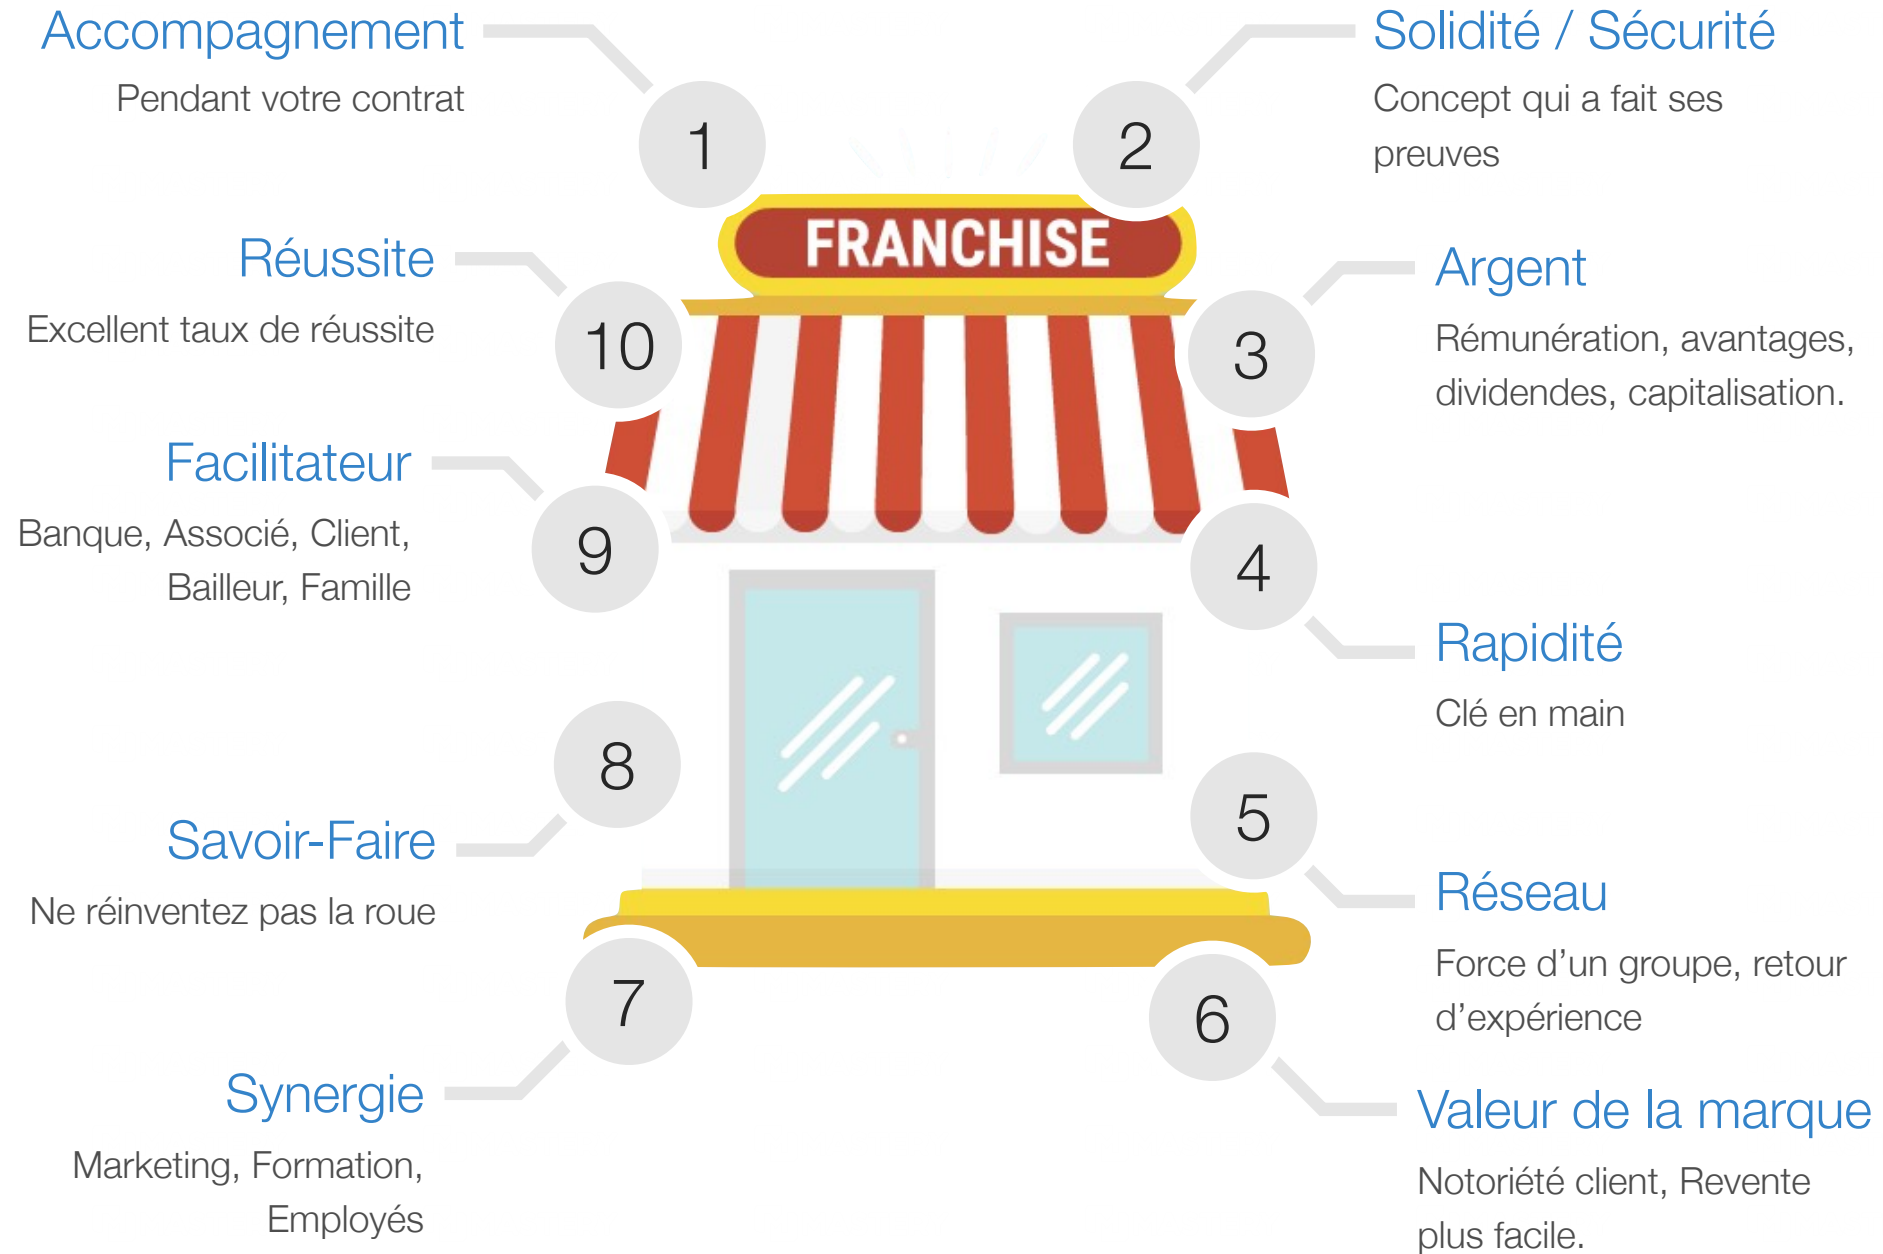 Accompagnement
Pendant votre contrat
1
2
Solidité / Sécurité
Concept qui a fait ses
preuves
FRANCHISE
Réussite
Excellent taux de réussite
10
3
Argent
Rémunération, avantages,
dividendes, capitalisation.
Facilitateur
Banque, Associé, Client,
Bailleur, Famille
9
4
Rapidité
Clé en main
8
Savoir-Faire
Ne réinventez pas la roue
5
Réseau
Force d’un groupe, retour
d’expérience
7
Synergie
Marketing, Formation,
Employés
6
Valeur de la marque
Notoriété client, Revente
plus facile.